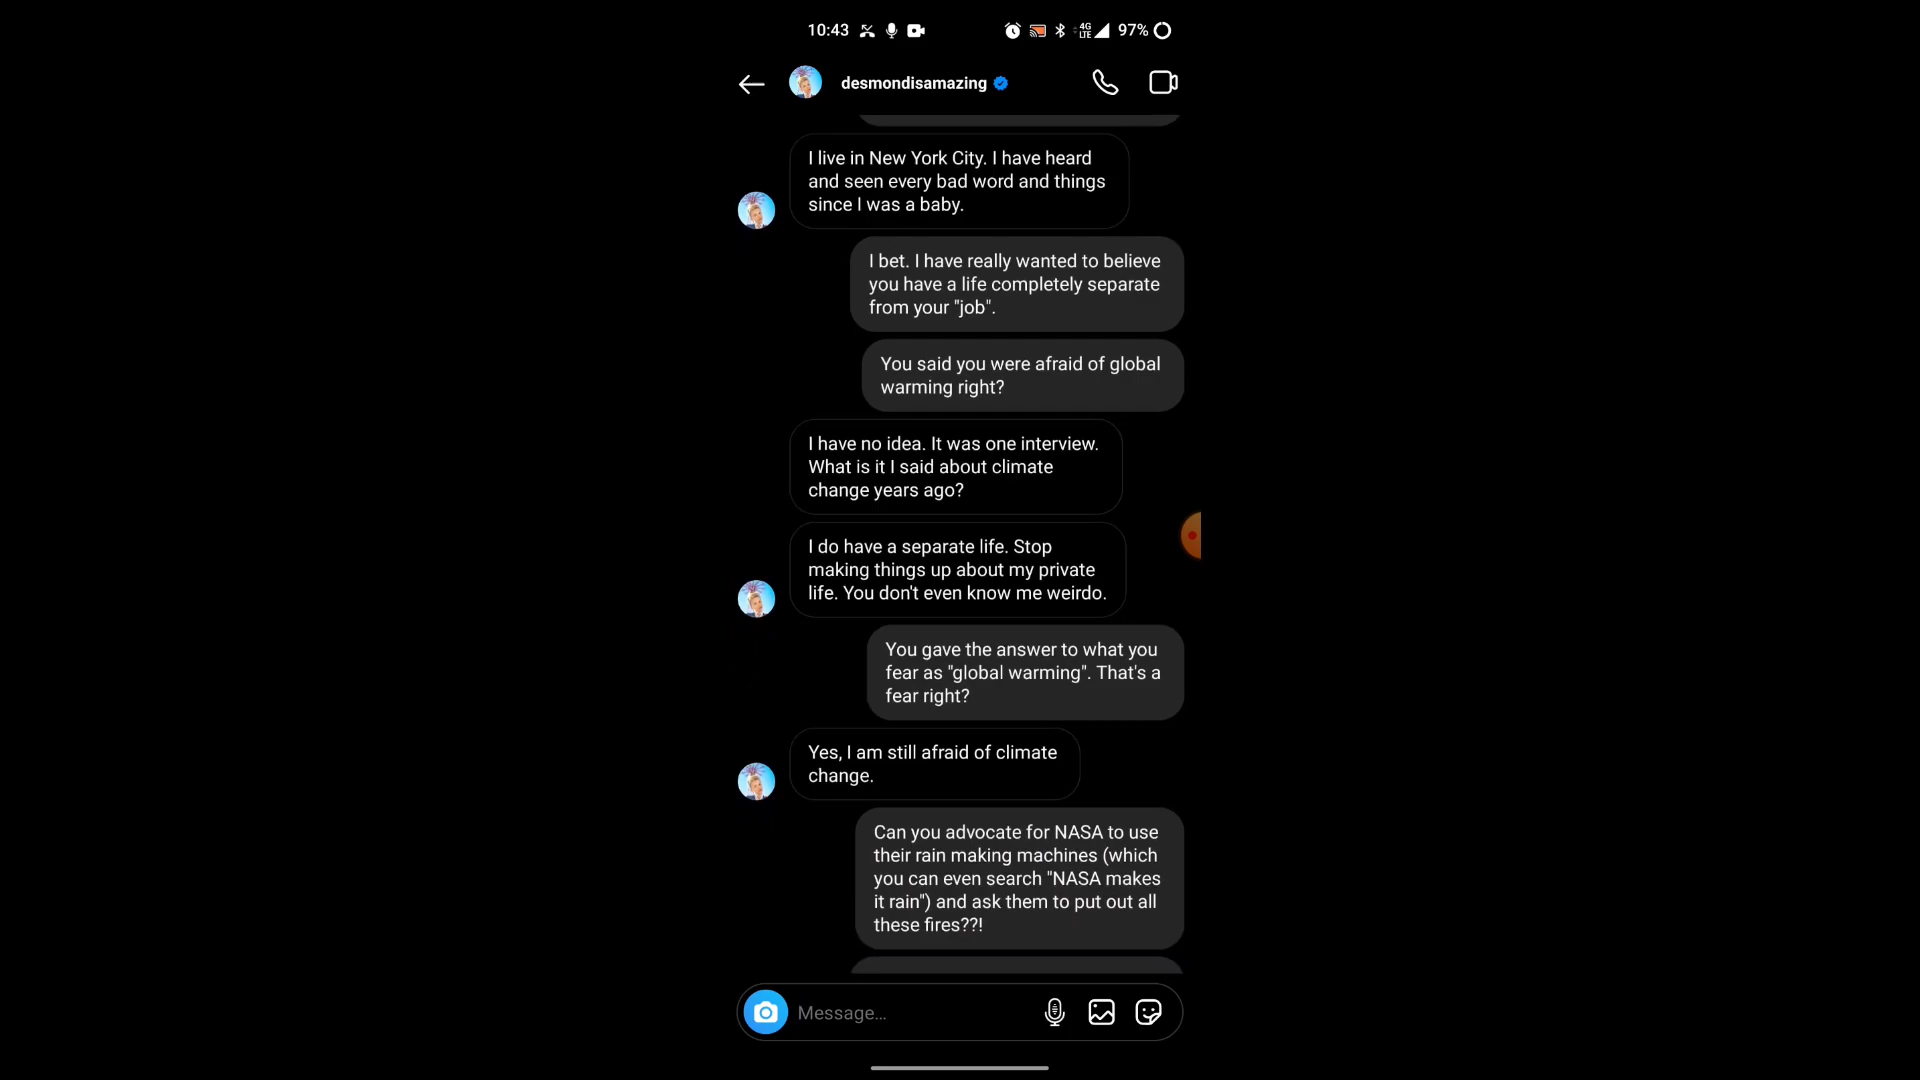 10:43
4G
LTE
97%
desmondisamazing
I live in New York City. I have heard
and seen every bad word and things
since I was a baby.
I bet. I have really wanted to believe
you have a life completely separate
from your "job".
You said you were afraid of global
warming right?
I have no idea. It was one interview.
What is it I said about climate
change years ago?
I do have a separate life. Stop
making things up about my private
life. You don't even know me weirdo.
You gave the answer to what you
fear as "global warming". That's a
fear right?
Yes, I am still afraid of climate
change.
Can you advocate for NASA to use
their rain making machines (which
you can even search "NASA makes
it rain") and ask them to put out all
these fires??!
Message...